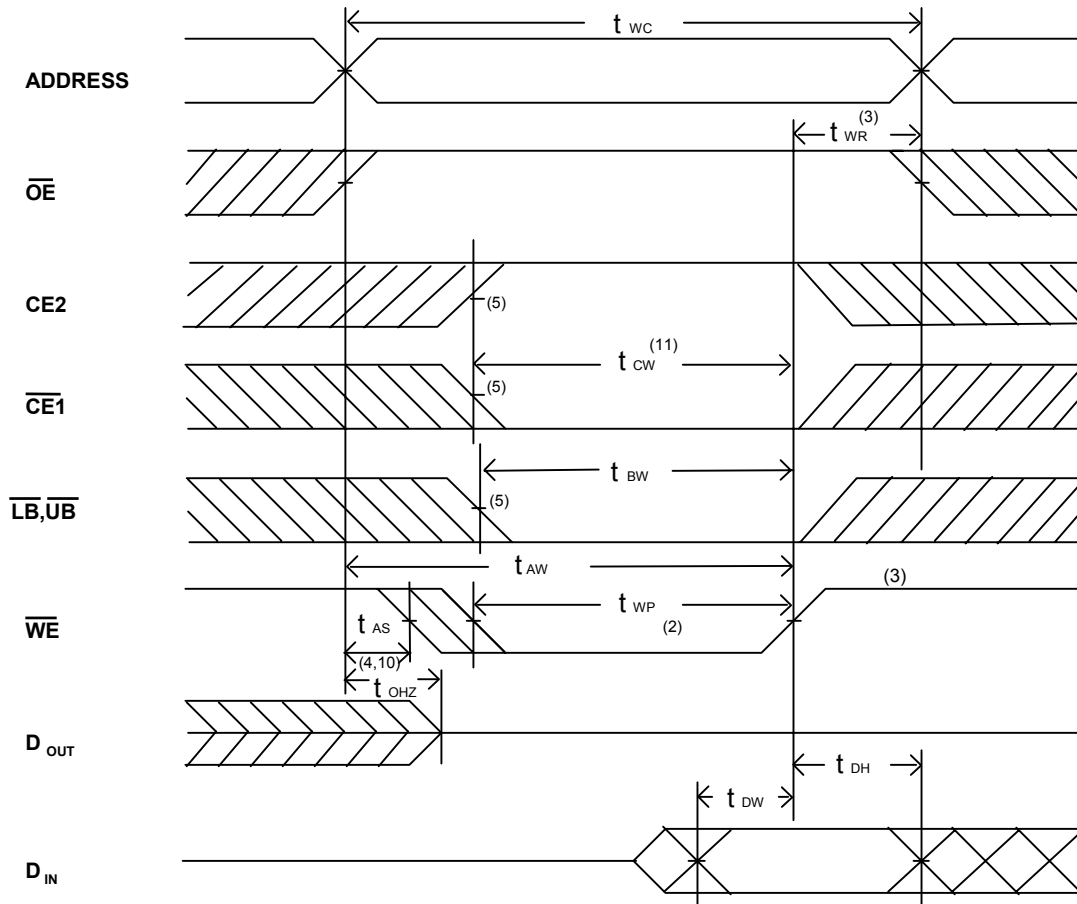 t WC
ADDRESS
t WR (3)
OE
CE2
(5)
t CW (11)
CE1
(5)
t BW
LB,UB
(5)
t AW
(3)
t WP
WE
(2)
t AS
(4,10)
t OHZ
D OUT
t DH
t DW
D IN